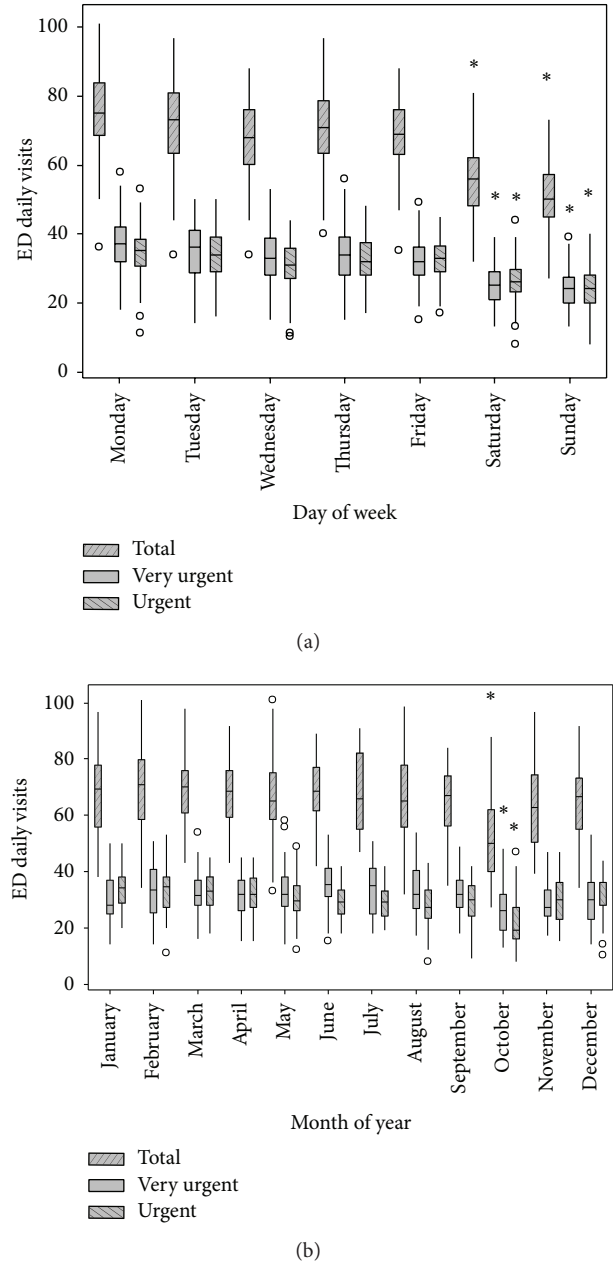 100
80
60
40
20
0
ED daily visits
* * * * * *
Monday
Tuesday
Wednesday
Thursday
Friday
Saturday
Sunday
Day of week
Total
Very urgent
Urgent
(a)
100
80
60
40
20
0
ED daily visits
* * *
January
February
March
April
May
June
July
August
September
October
November
December
Month of year
Total
Very urgent
Urgent
(b)